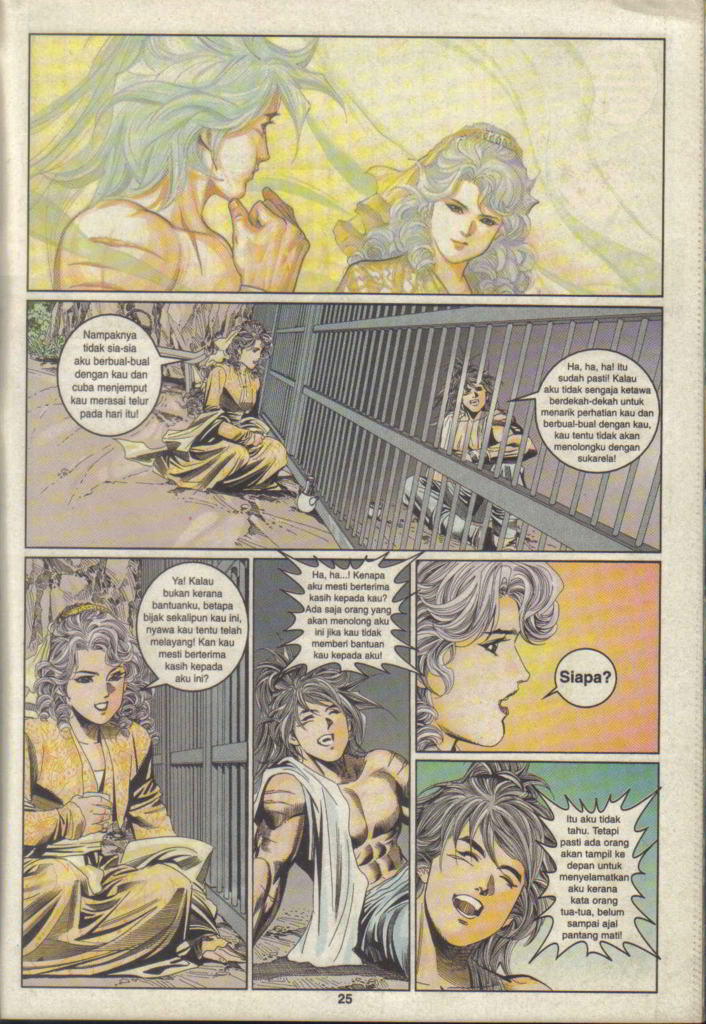 Nampaknya
tidak sia-sia
aku berbual-bual
dengan kau dan
cuba menjemput
kau merasai telur
pada hari itu!
Ha, ha, ha! Itu
sudah pasti! Kalau
aku tidak sengaja ketawa
berdekah-dekah untuk
menarik perhatian kau dan
berbual-bual dengan kau,
kau tentu tidak akan
menolongku dengan
sukarela!
Ya! Kalau
bukan kerana
bantuanku, betapa
bijak sekalipun kau ini,
nyawa kau tentu telah
melayang! Kan kau
mesti berterima
kasih kepada
aku ini?
Ha, ha...! Kenapa
aku mesti berterima
kasih kepada kau?
Ada saja orang yang
akan menolong aku
ini jika kau tidak
memberi bantuan
kau kepada aku!
Siapa?
Itu aku tidak
tahu. Tetapi
pasti ada orang
akan tampil ke
depan untuk
menyelamatkan
aku kerana
kata orang
tua-tua, belum
sampai ajal
pantang mati!
25